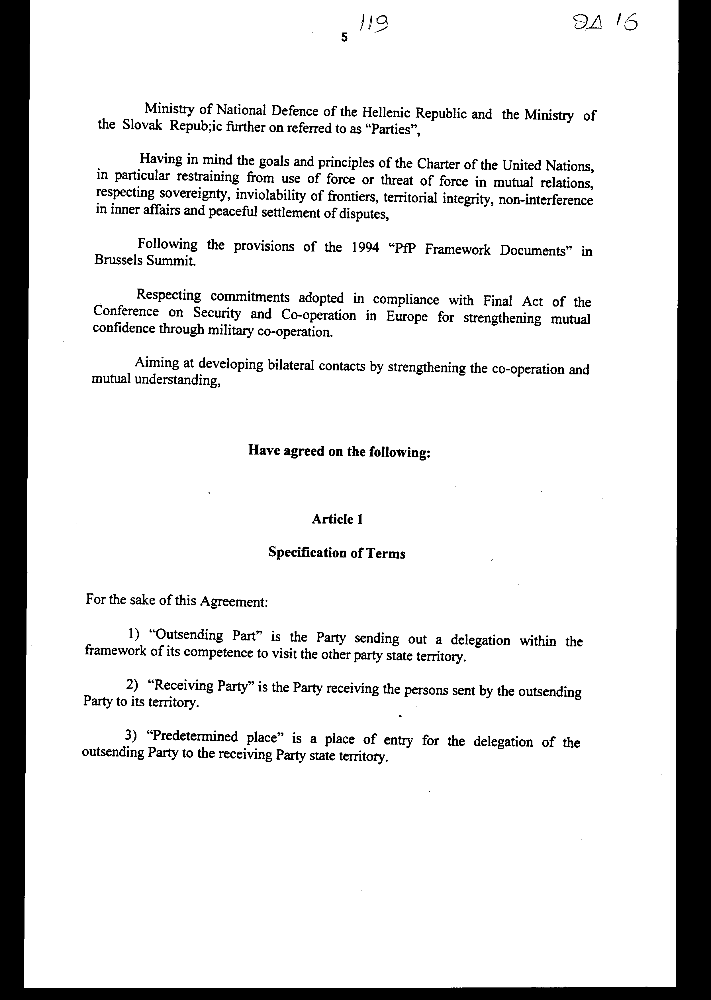 119
5
Ministry of National Defence of the Hellenic Republic and the Ministry of
the Slovak Repub;ic further on referred to as “Parties”,
Having in mind the goals and principles of the Charter of the United Nations,
in particular restraining from use of force or threat of force in mutual relations,
respecting sovereignty, inviolability of frontiers, territorial integrity, non-interference
in inner affairs and peaceful settlement of disputes,
Following the provisions of the 1994 “PfP Framework Documents” in
Brussels Summit.
Respecting commitments adopted in compliance with Final Act of the
Conference on Security and Co-operation in Europe for strengthening mutual
confidence through military co-operation.
Aiming at developing bilateral contacts by strengthening the co-operation and
mutual understanding,
Have agreed on the following:
Article 1
Specification of Terms
For the sake of this Agreement:
1) “Outsending Part” is the Party sending out a delegation within the
framework of its competence to visit the other party state territory.
2) “Receiving Party” is the Party receiving the persons sent by the outsending
Party to its territory.
3) “Predetermined place” is a place of entry for the delegation of the
outsending Party to the receiving Party state territory.